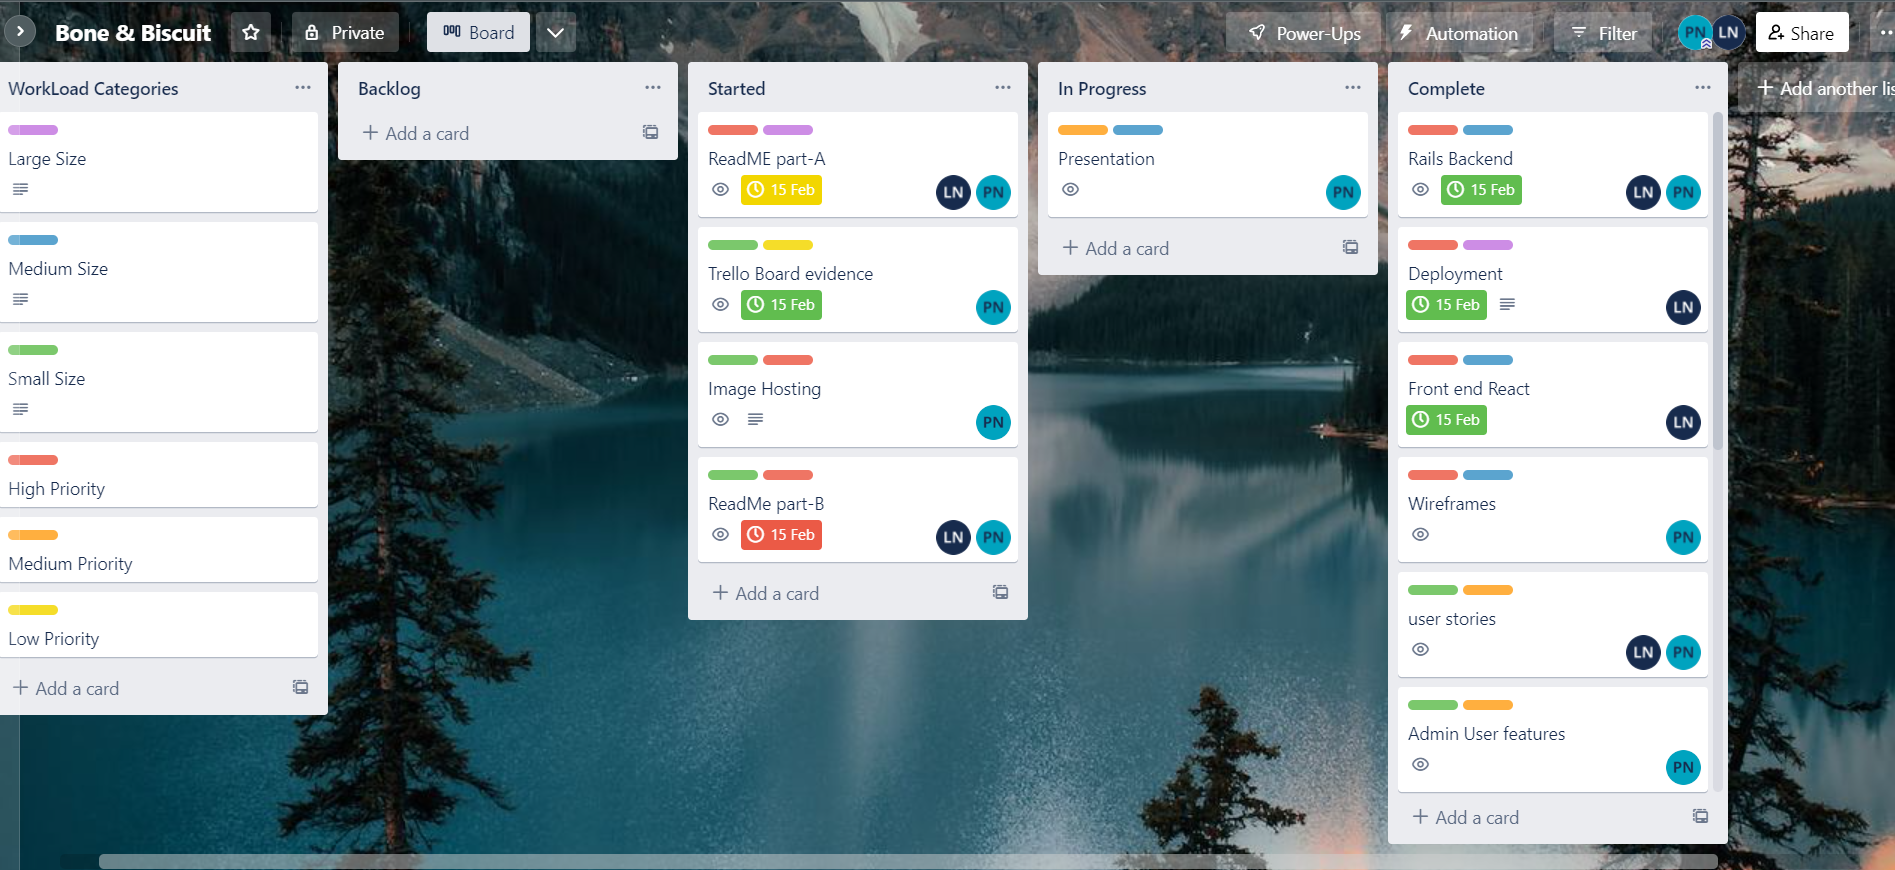 Bone & Biscuit
Private
Board
Power-Ups
Automation
Filter
PN
LN
Share
WorkLoad Categories
Large Size
Medium Size
Small Size
High Priority
Medium Priority
Low Priority
Add a card
Backlog
Add a card
Started
ReadME part-A
15 Feb
LN
PN
Trello Board evidence
15 Feb
PN
Image Hosting
PN
ReadMe part-B
15 Feb
LN
PN
Add a card
In Progress
Presentation
PN
Add a card
Complete
Rails Backend
15 Feb
LN
PN
Deployment
15 Feb
LN
Front end React
15 Feb
LN
Wireframes
PN
user stories
LN
PN
Admin User features
PN
Add a card
Add another lis